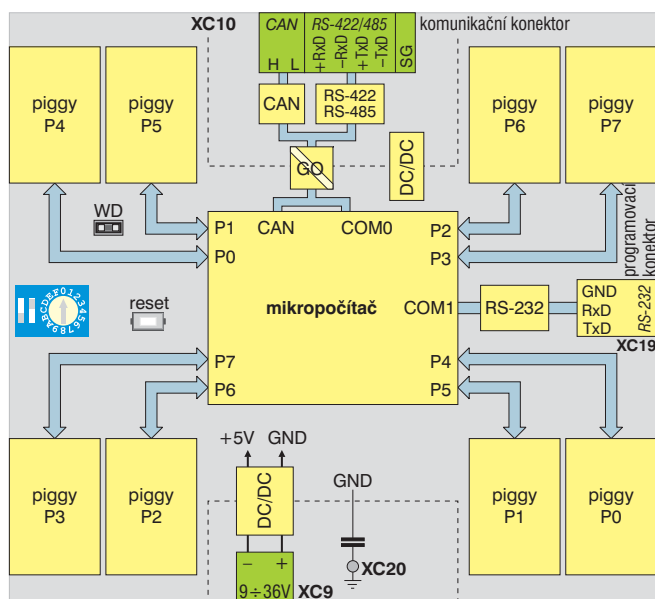 XC10
CAN
RS-422/485
komunikační konektor
H L
+RxD
−RxD
+TxD
−TxD
SG
piggy
P4
piggy
P5
CAN
RS-422
RS-485
piggy
P6
piggy
P7
GO
DC/DC
WD
P1
CAN
COM0
P2
P0
P3
programovací
konektor
CDEF0123456789AB
reset
mikropočítač
COM1
RS-232
GND
RxD
TxD
RS-232
XC19
P7
P4
P6
P5
+5V
GND
piggy
P3
piggy
P2
DC/DC
GND
piggy
P1
piggy
P0
− +
9÷36V
XC9
XC20